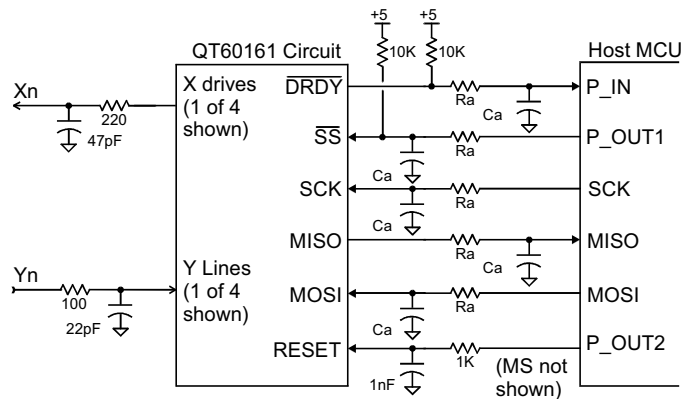 +5
+5
QT60161 Circuit
10K
10K
Host MCU
Xn
X drives
(1 of 4
shown)
DRDY
Ra
Ca
P_IN
220
47pF
SS
Ca
Ra
P_OUT1
SCK
Ca
Ra
SCK
MISO
Ra
Ca
MISO
Yn
Y Lines
(1 of 4
shown)
100
22pF
MOSI
Ca
Ra
MOSI
RESET
1nF
1K
P_OUT2
(MS not
shown)